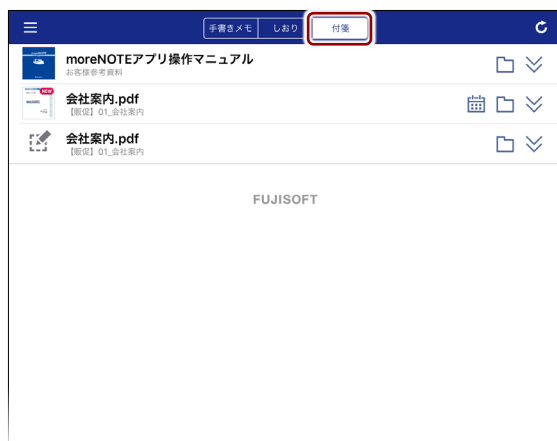 手書きメモ しおり 付箋
moreNOTEアプリ操作マニュアル
お客様参考資料
NEW
会社案内.pdf
【販促】01_会社案内
会社案内.pdf
【販促】01_会社案内
FUJISOFT